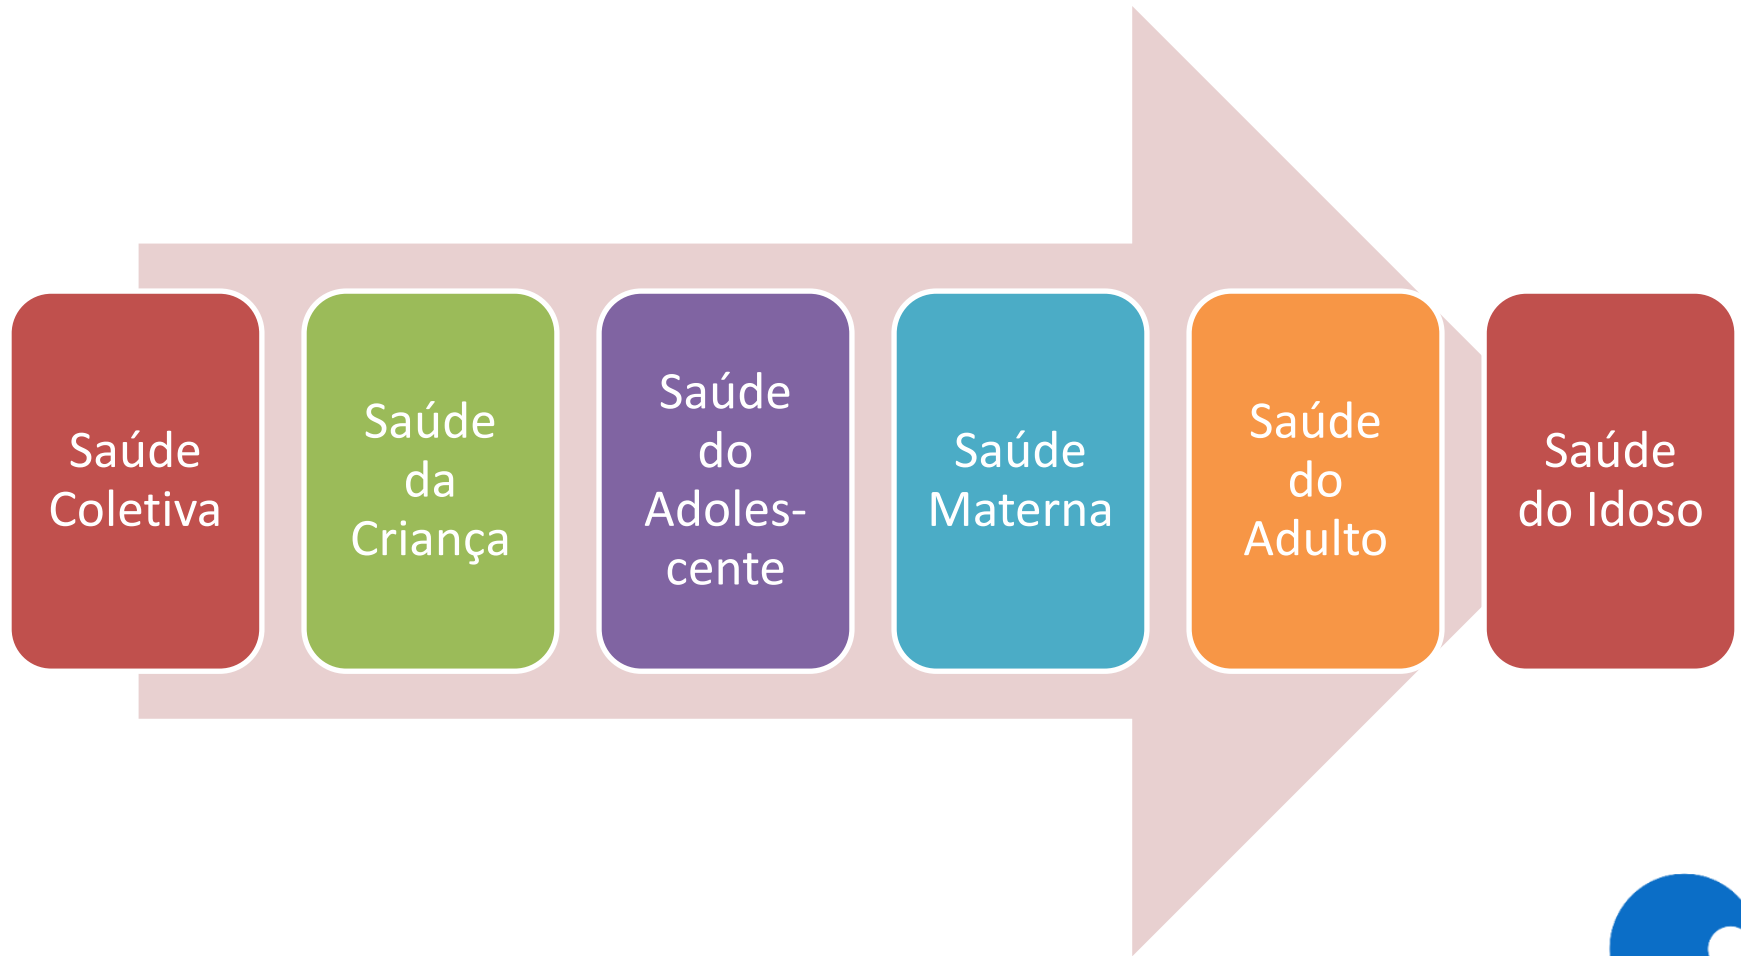 Saúde
Coletiva
Saúde
da
Criança
Saúde
do
Adoles-
cente
Saúde
Materna
Saúde
do
Adulto
Saúde
do Idoso